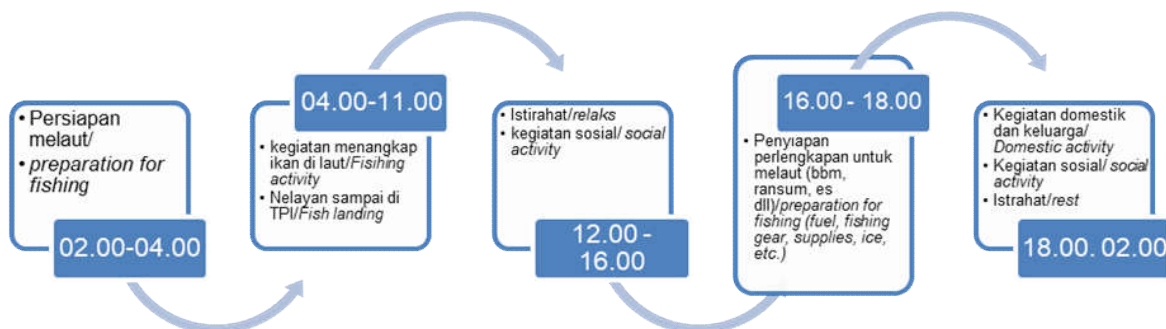 • Persiapan
melaut/
• preparation for
fishing
02.00-04.00
04.00-11.00
• kegiatan menangkap
ikan di laut/Fisihing
activity
• Nelayan sampai di
TPI/Fish landing
• Istirahat/relaks
• kegiatan sosial/ social
activity
12.00 -
16.00
16.00 - 18.00
• Penyiapan
perlengkapan untuk
melaut (bbm,
ransum, es
dll)/preparation for
fishing (fuel, fishing
gear, supplies, ice,
etc.)
• Kegiatan domestik
dan keluarga/
Domestic activity
• Kegiatan sosial/ social
activity
• Istrahat/rest
18.00. 02.00